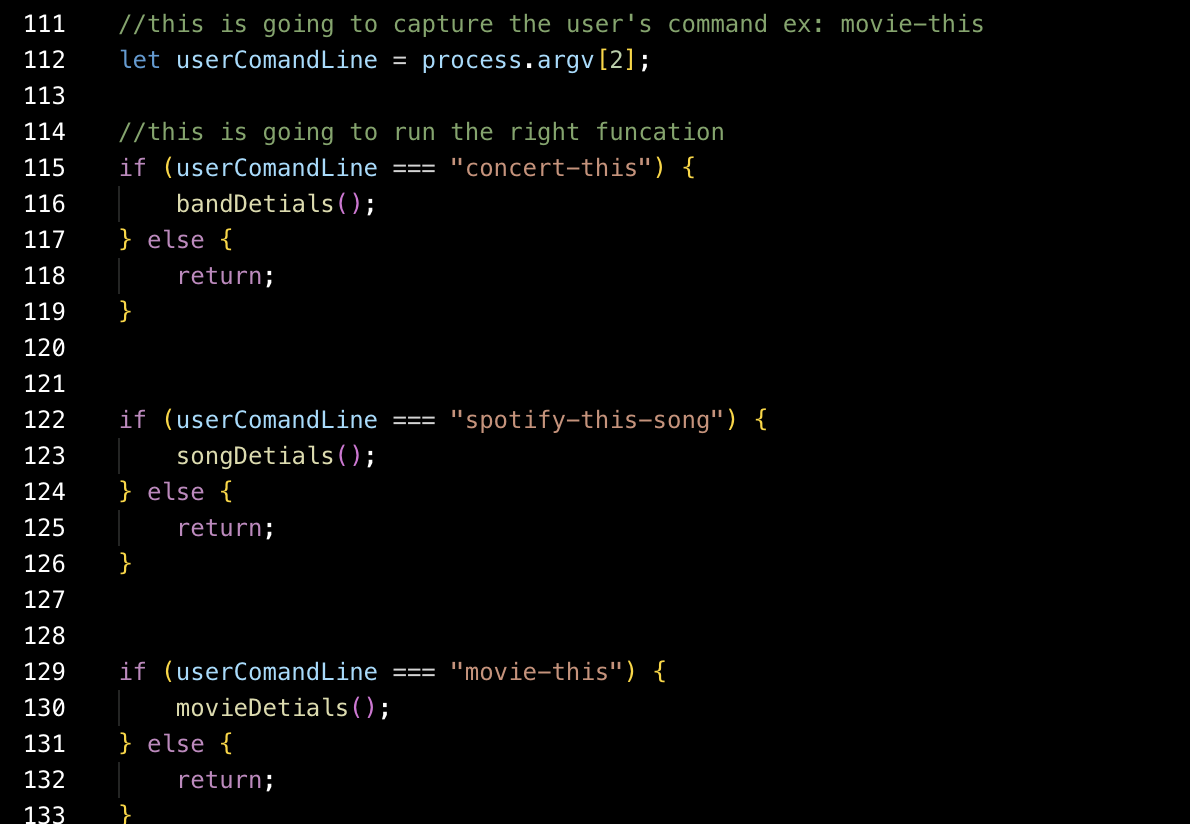 111 //this is going to capture the user's command ex: movie-this
112 let userComandLine = process.argv[2];
113
114 //this is going to run the right funcation
115 if (userComandLine === "concert-this") {
116     bandDetials();
117 } else {
118     return;
119 }
120
121
122 if (userComandLine === "spotify-this-song") {
123     songDetials();
124 } else {
125     return;
126 }
127
128
129 if (userComandLine === "movie-this") {
130     movieDetials();
131 } else {
132     return;
133 }